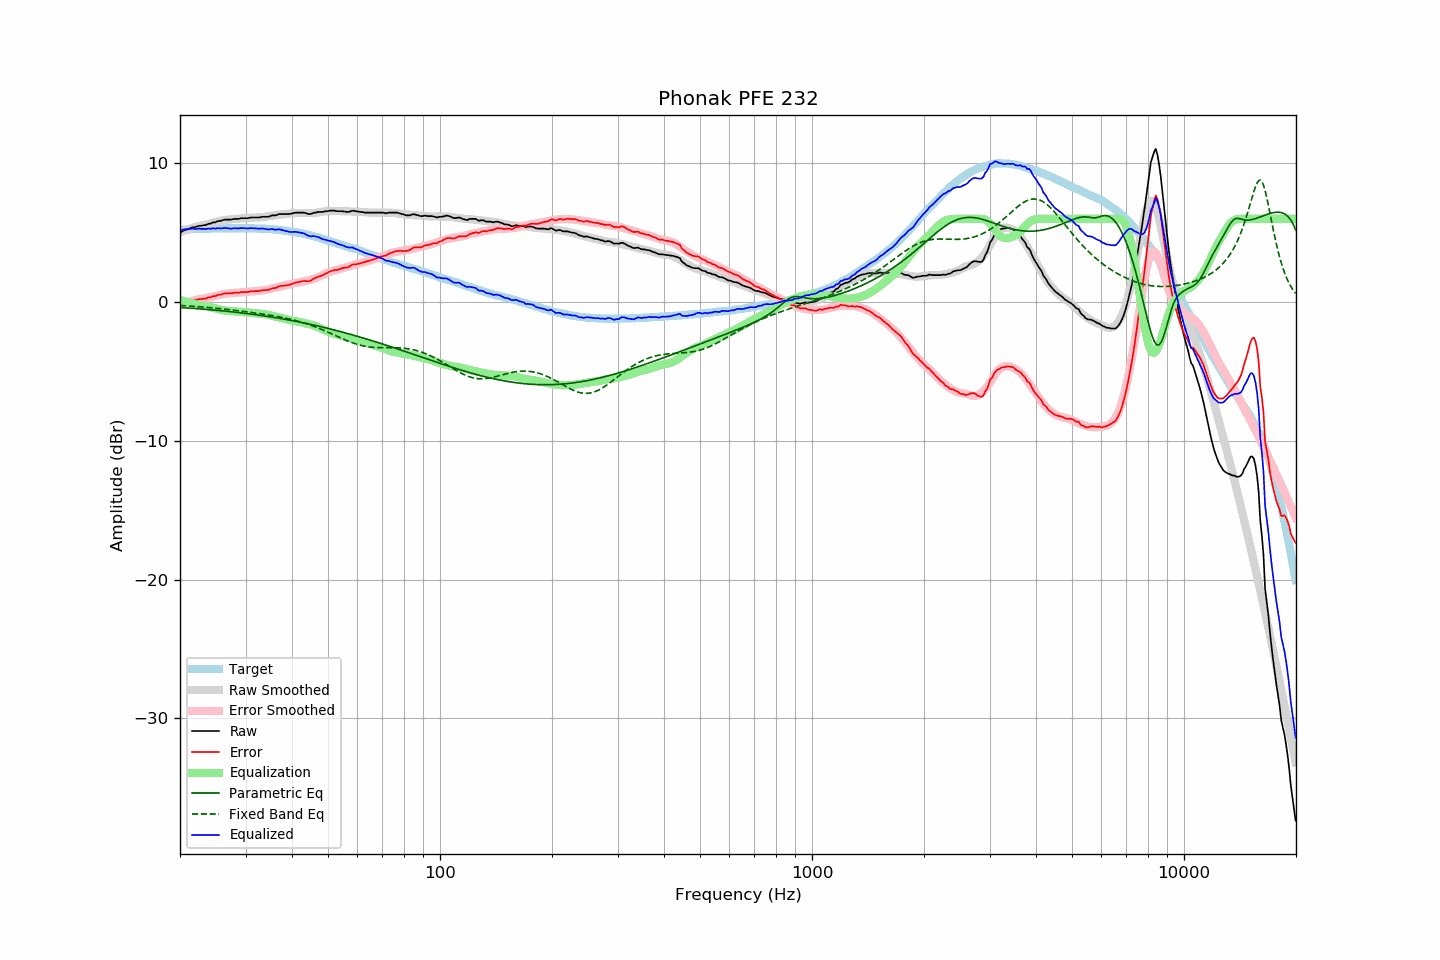 Phonak PFE 232
Amplitude (dBr)
10
0
−10
−20
−30
Target
Raw Smoothed
Error Smoothed
Raw
Error
Equalization
Parametric Eq
Fixed Band Eq
Equalized
100
1000
10000
Frequency (Hz)